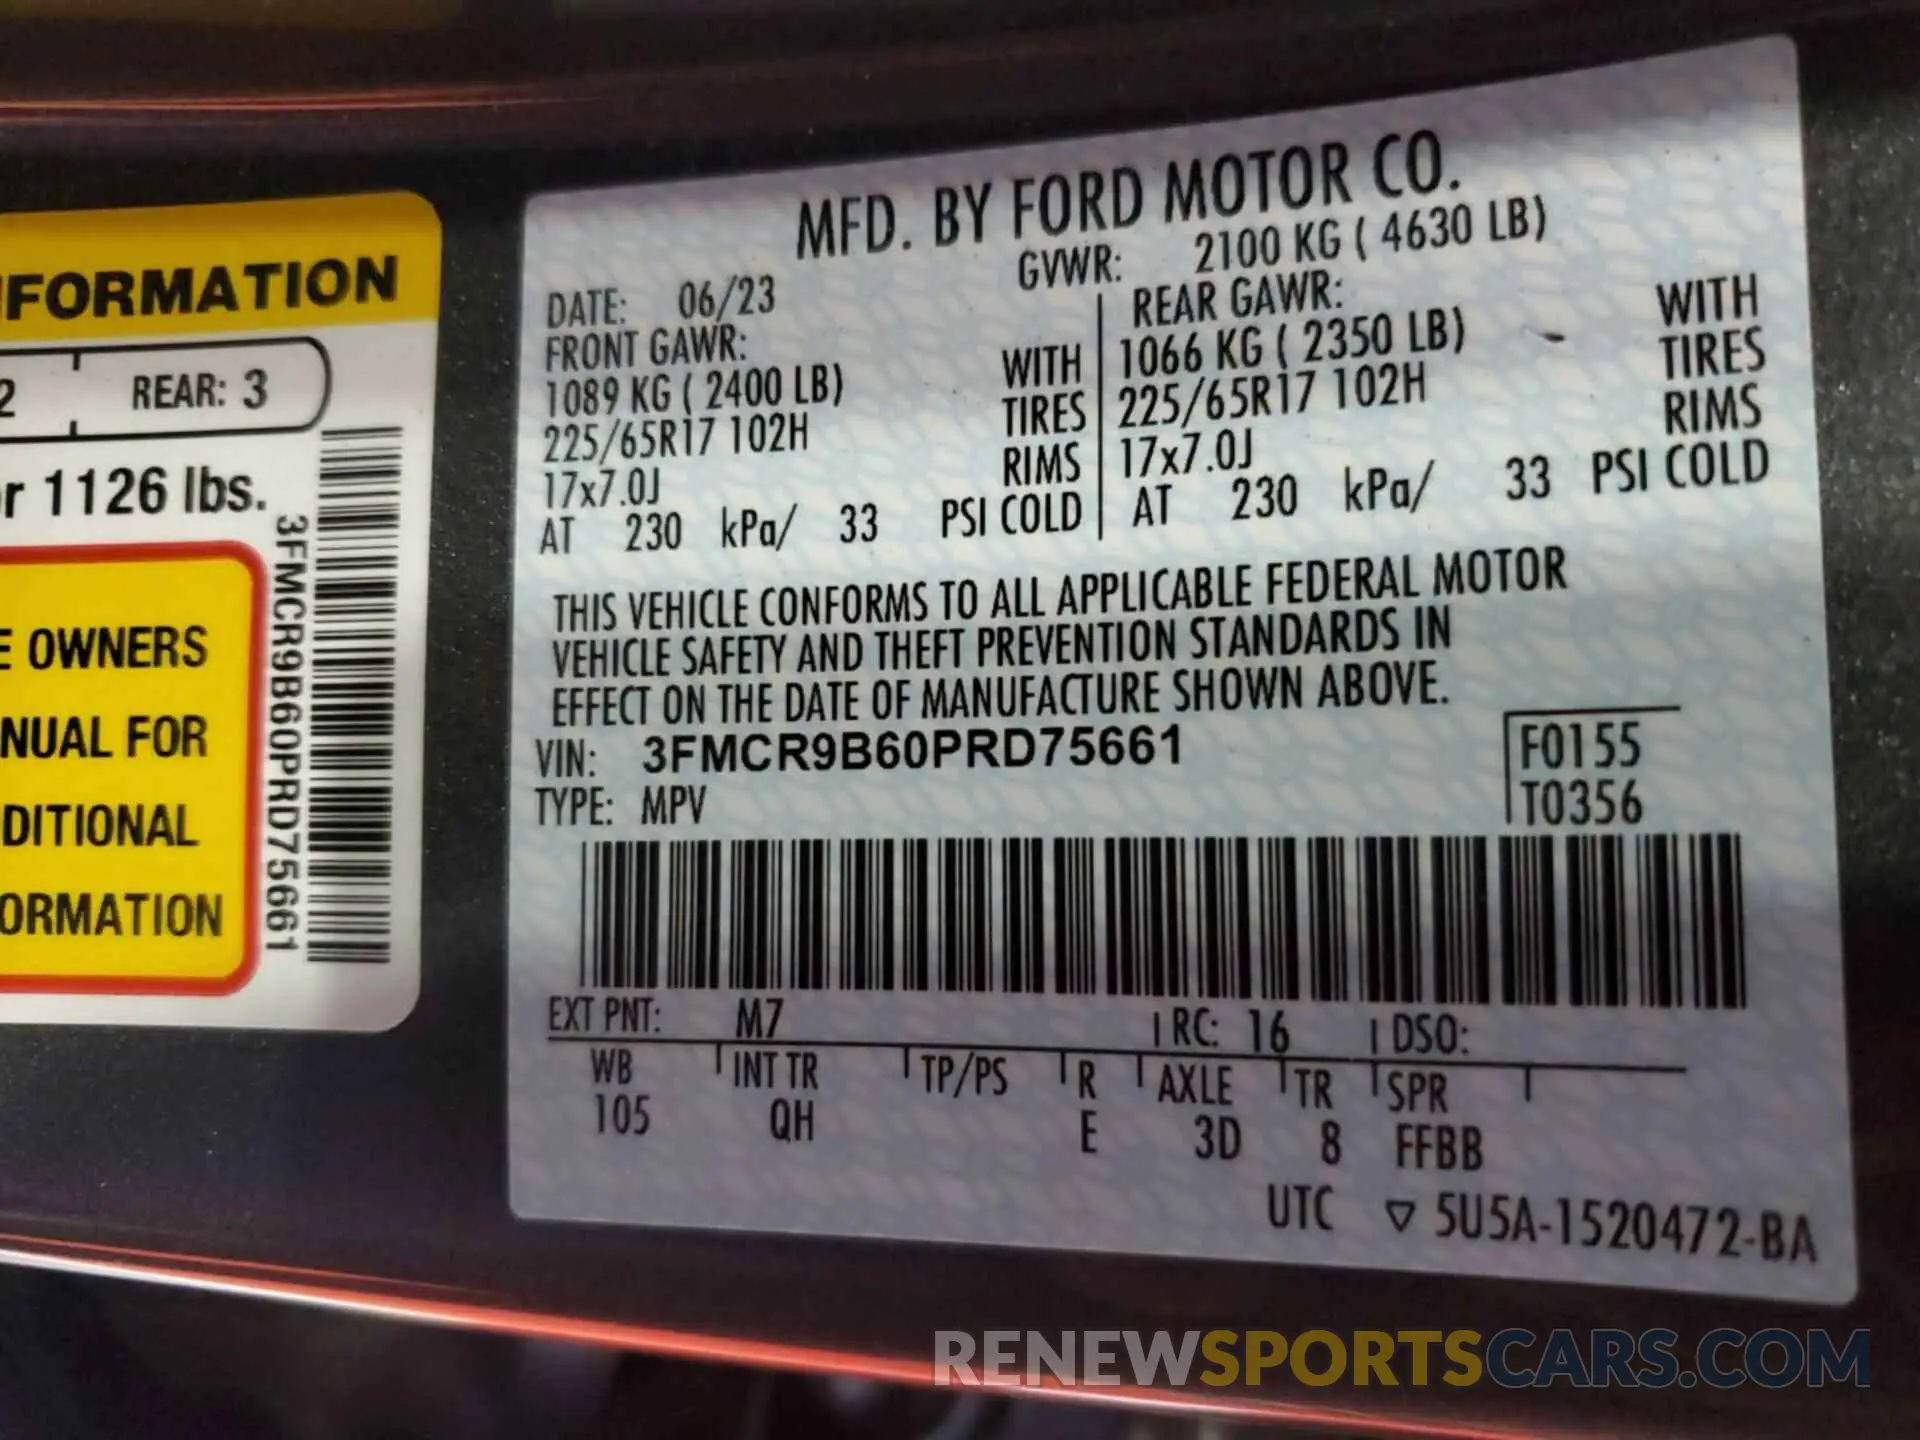 NFORMATION
2 REAR: 3
r 1126 lbs.
E OWNERS
NUAL FOR
DITIONAL
ORMATION
3FMCR9B60PRD75661
MFD. BY FORD MOTOR CO.
DATE: 06/23 GVWR: 2100 KG ( 4630 LB)
FRONT GAWR: REAR GAWR:
1089 KG ( 2400 LB) WITH 1066 KG ( 2350 LB) WITH
225/65R17 102H TIRES 225/65R17 102H TIRES
17x7.0J RIMS 17x7.0J RIMS
AT 230 kPa/ 33 PSI COLD AT 230 kPa/ 33 PSI COLD
THIS VEHICLE CONFORMS TO ALL APPLICABLE FEDERAL MOTOR
VEHICLE SAFETY AND THEFT PREVENTION STANDARDS IN
EFFECT ON THE DATE OF MANUFACTURE SHOWN ABOVE.
VIN: 3FMCR9B60PRD75661 F0155
TYPE: MPV T0356
EXT PNT: M7 RC: 16 DSO:
WB INT TR TP/PS R AXLE TR SPR
105 QH E 3D 8 FFBB
UTC ▽ 5U5A-1520472-BA
RENEWSPORTSCARS.COM